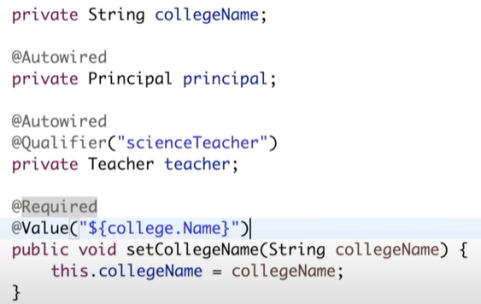 private String collegeName;
@Autowired
private Principal principal;
@Autowired
@Qualifier("scienceTeacher")
private Teacher teacher;
@Required
@Value("${college.Name}")
public void setCollegeName(String collegeName) {
this.collegeName = collegeName;
}